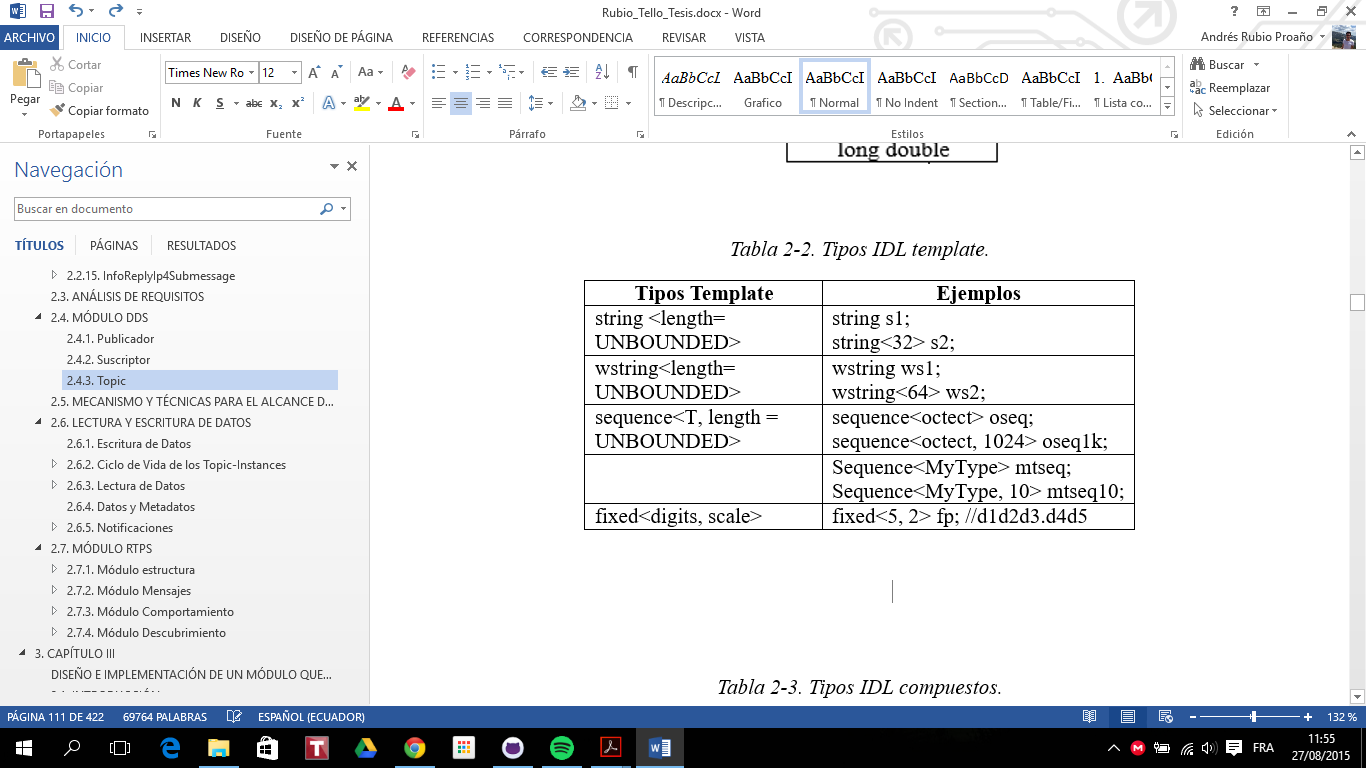 Rubio_Tello_Tesis.docx - Word
ARCHIVO INICIO INSERTAR DISEÑO DISEÑO DE PÁGINA REFERENCIAS CORRESPONDENCIA REVISAR VISTA Andrés Rubio Proaño
Pegar
Cortar
Copiar
Copiar formato
Portapapeles
Times New Ro 12
N K S abc x₂ x²
Fuente
Párrafo
AaBbCcI AaBbCcI AaBbCcI AaBbCcI AaBbCcD AaBbCcI 1. AaBb(
¶ Descripc... Grafico ¶ Normal ¶ No Indent ¶ Section... ¶ Table/Fi... ¶ Lista co...
Estilos
Buscar
Reemplazar
Seleccionar
Edición
Navegación
Buscar en documento
TÍTULOS PÁGINAS RESULTADOS
2.2.15. InfoReplyIp4Submessage
2.3. ANÁLISIS DE REQUISITOS
2.4. MÓDULO DDS
2.4.1. Publicador
2.4.2. Suscriptor
2.4.3. Topic
2.5. MECANISMO Y TÉCNICAS PARA EL ALCANCE D...
2.6. LECTURA Y ESCRITURA DE DATOS
2.6.1. Escritura de Datos
2.6.2. Ciclo de Vida de los Topic-Instances
2.6.3. Lectura de Datos
2.6.4. Datos y Metadatos
2.6.5. Notificaciones
2.7. MÓDULO RTPS
2.7.1. Módulo estructura
2.7.2. Módulo Mensajes
2.7.3. Módulo Comportamiento
2.7.4. Módulo Descubrimiento
3. CAPÍTULO III
DISEÑO E IMPLEMENTACIÓN DE UN MÓDULO QUE...
long double
Tabla 2-2. Tipos IDL template.
Tipos Template Ejemplos
string <length= string s1;
UNBOUNDED> string<32> s2;
wstring<length= wstring ws1;
UNBOUNDED> wstring<64> ws2;
sequence<T, length = sequence<octect> oseq;
UNBOUNDED> sequence<octect, 1024> oseq1k;
Sequence<MyType> mtseq;
Sequence<MyType, 10> mtseq10;
fixed<digits, scale> fixed<5, 2> fp; //d1d2d3.d4d5
Tabla 2-3. Tipos IDL compuestos.
PÁGINA 111 DE 422 69764 PALABRAS ESPAÑOL (ECUADOR) 132 %
FRA
11:55
27/08/2015